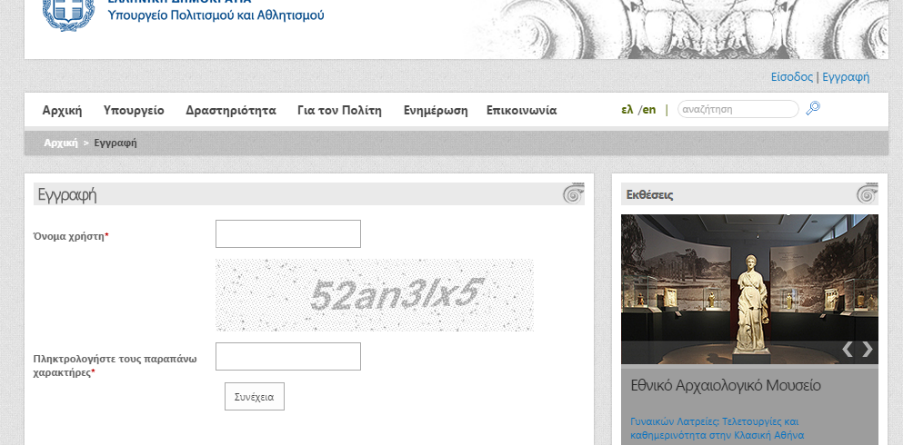 ΕΛΛΗΝΙΚΗ ΔΗΜΟΚΡΑΤΙΑ
Υπουργείο Πολιτισμού και Αθλητισμού
Είσοδος | Εγγραφή
Αρχική Υπουργείο Δραστηριότητα Για τον Πολίτη Ενημέρωση Επικοινωνία ελ /en | αναζήτηση
Αρχική > Εγγραφή
Εγγραφή
Όνομα χρήστη*
52an3lx5
Πληκτρολογήστε τους παραπάνω
χαρακτήρες*
Συνέχεια
Εκθέσεις
Εθνικό Αρχαιολογικό Μουσείο
Γυναικών Λατρείες: Τελετουργίες και
καθημερινότητα στην Κλασική Αθήνα